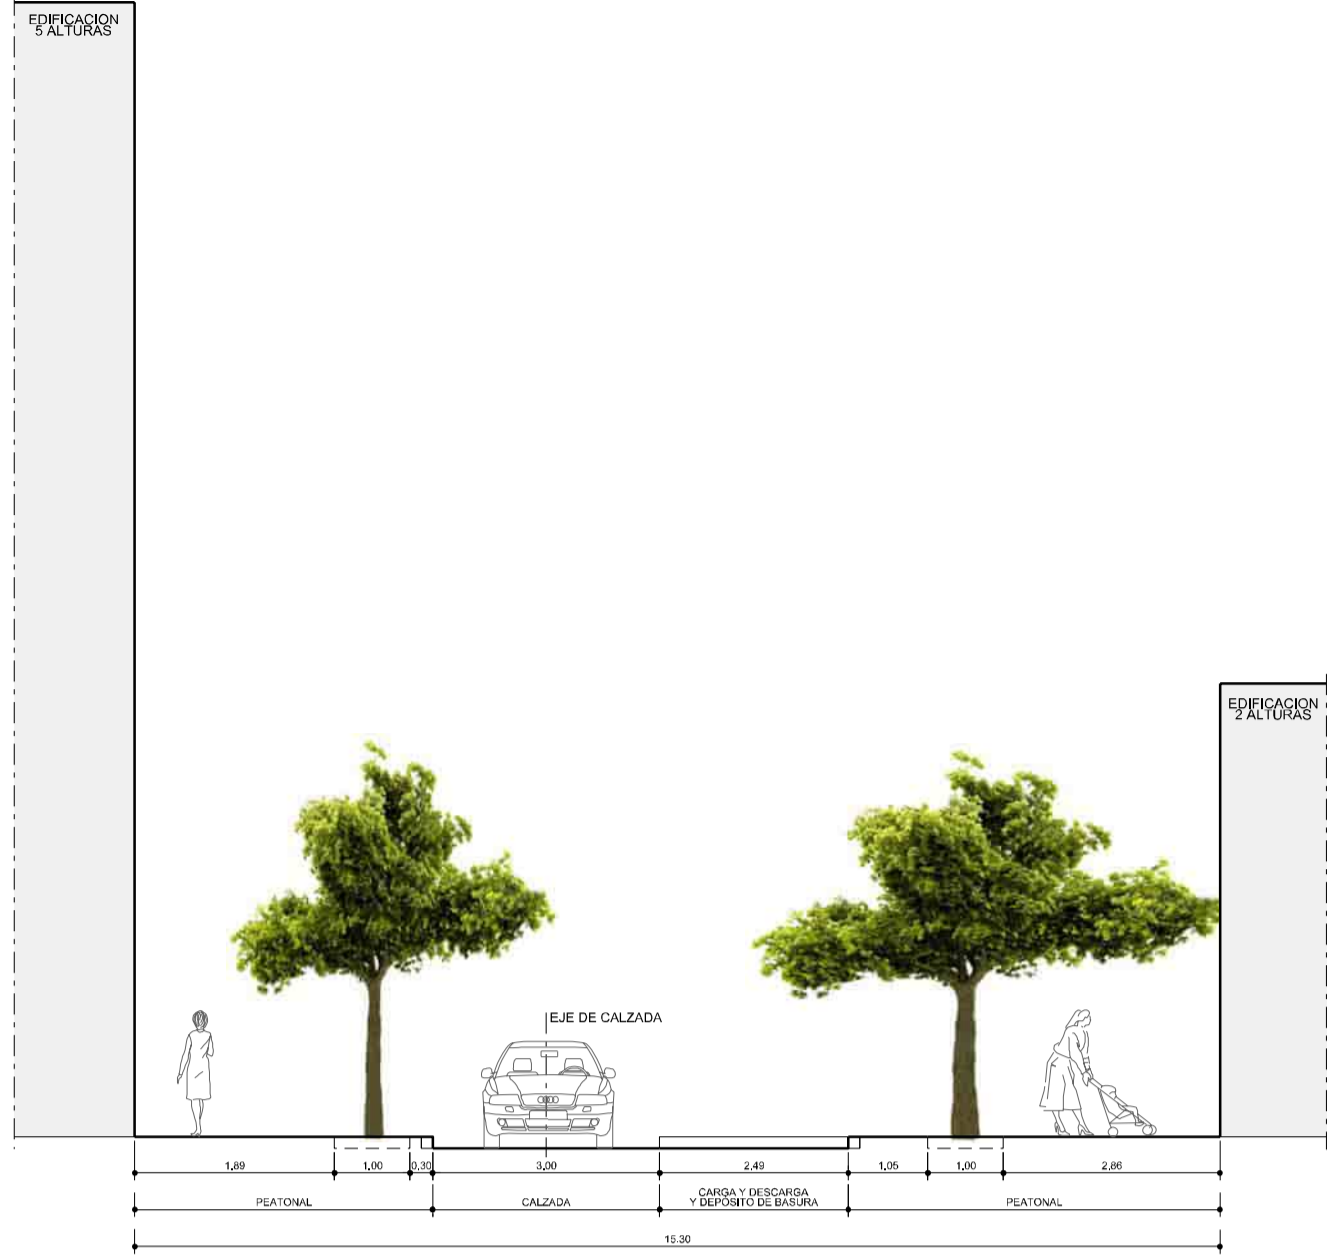 EDIFICACION
5 ALTURAS
EDIFICACION
2 ALTURAS
EJE DE CALZADA
1,89 1,00 0,30 3,00 2,49 1,05 1,00 2,86
PEATONAL CALZADA CARGA Y DESCARGA
Y DEPOSITO DE BASURA PEATONAL
15.30